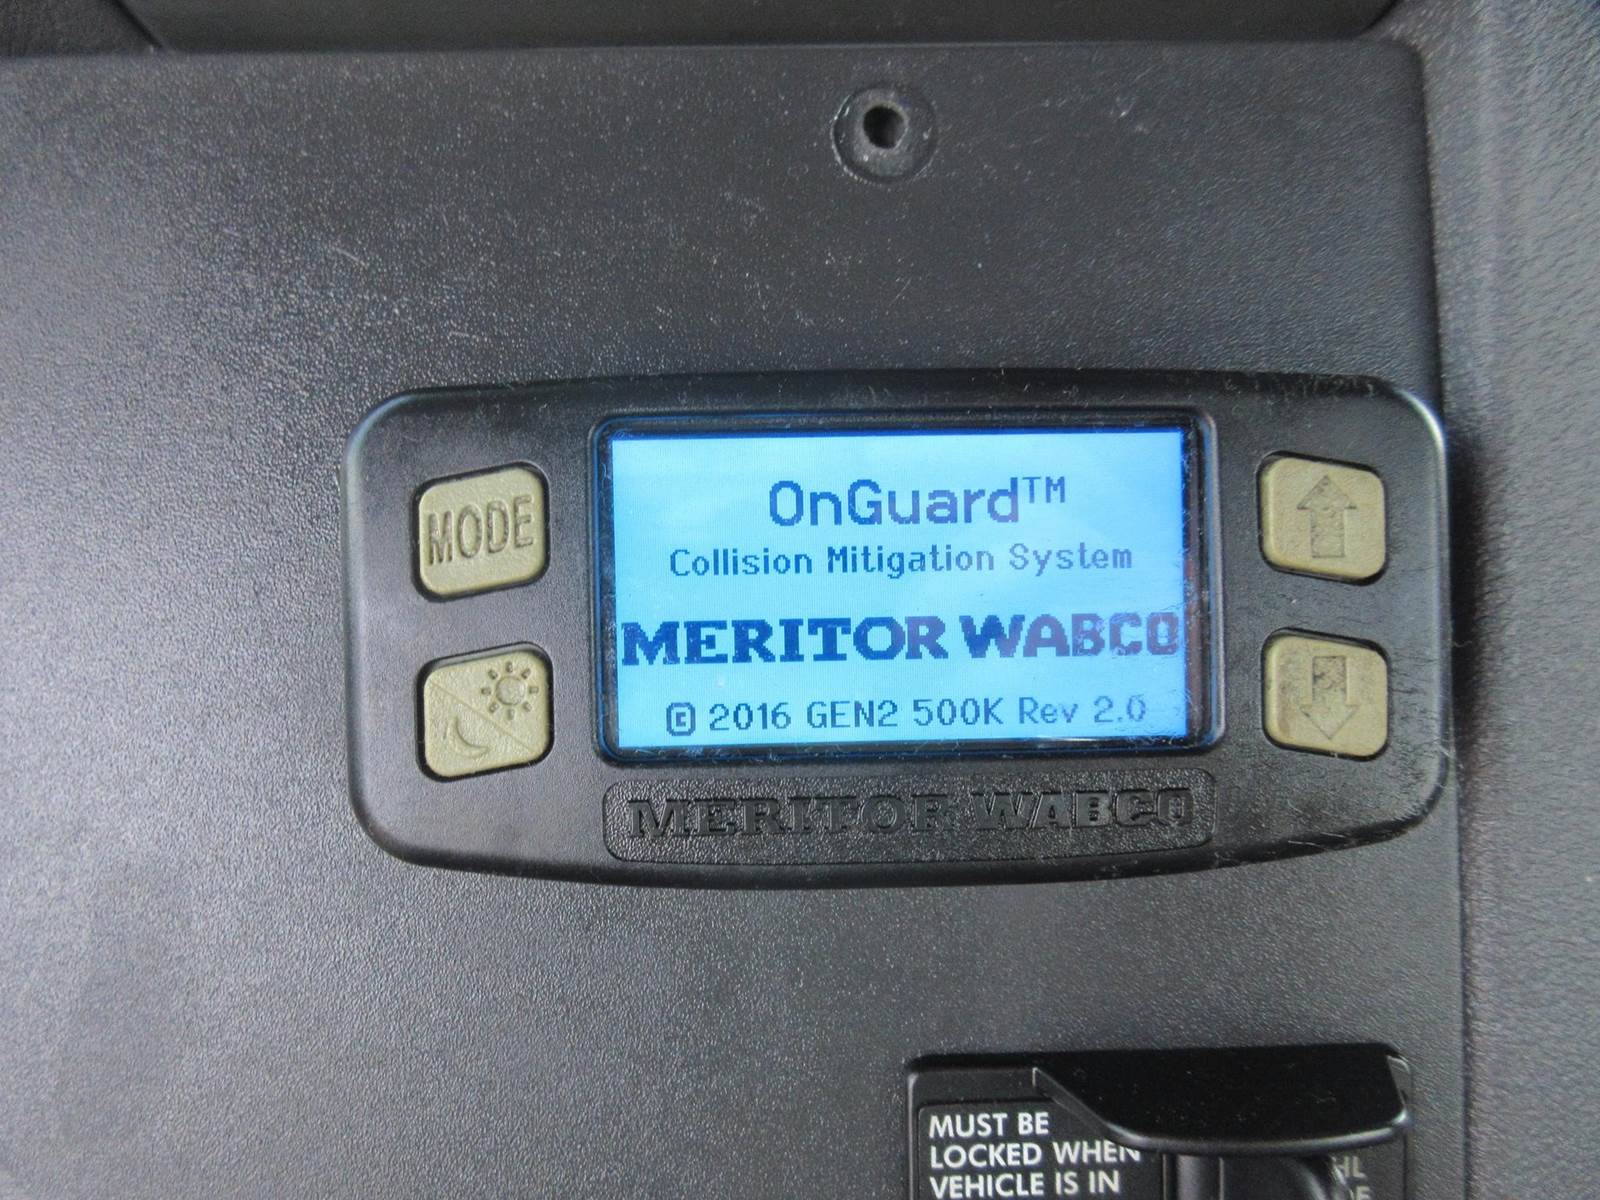 MODE
OnGuard™
Collision Mitigation System
MERITOR WABCO
© 2016 GEN2 500K Rev 2.0
MERITOR WABCO
MUST BE
LOCKED WHEN
VEHICLE IS IN